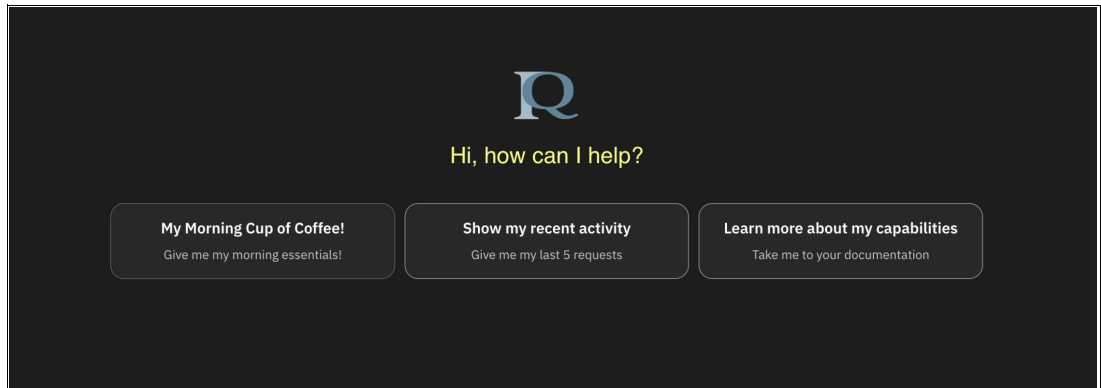 IQ
Hi, how can I help?
My Morning Cup of Coffee!
Give me my morning essentials!
Show my recent activity
Give me my last 5 requests
Learn more about my capabilities
Take me to your documentation